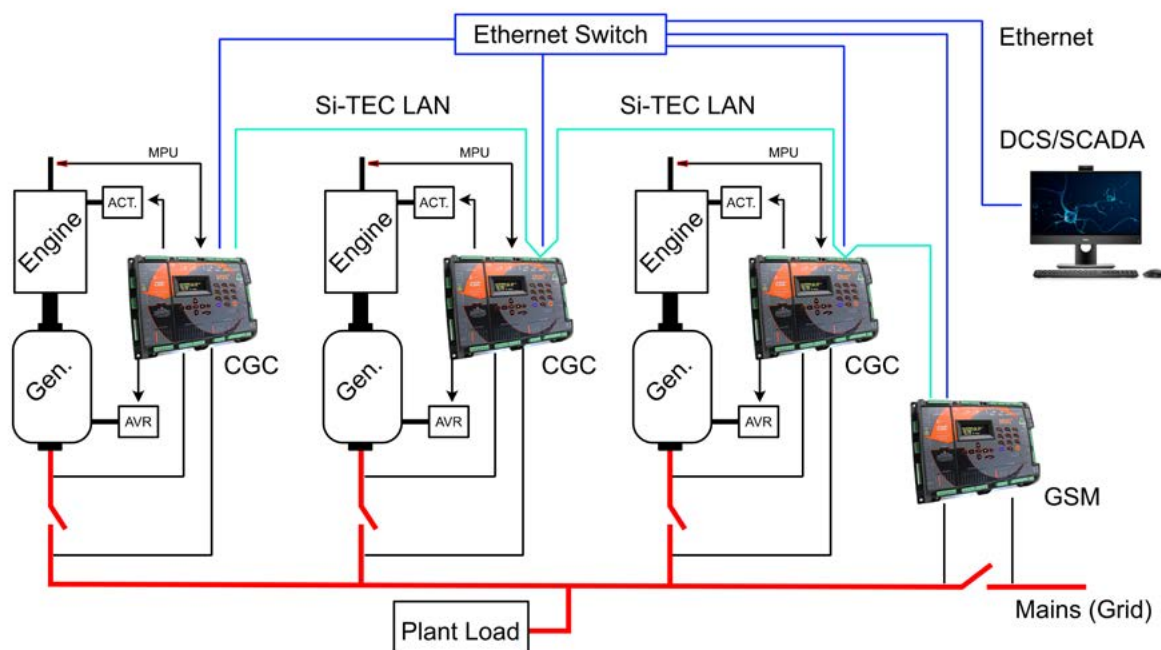 Ethernet Switch
Ethernet
Si-TEC LAN
Si-TEC LAN
DCS/SCADA
MPU
MPU
MPU
ACT.
ACT.
ACT.
Engine
Engine
Engine
CGC
CGC
CGC
Gen.
Gen.
Gen.
AVR
AVR
AVR
GSM
Mains (Grid)
Plant Load